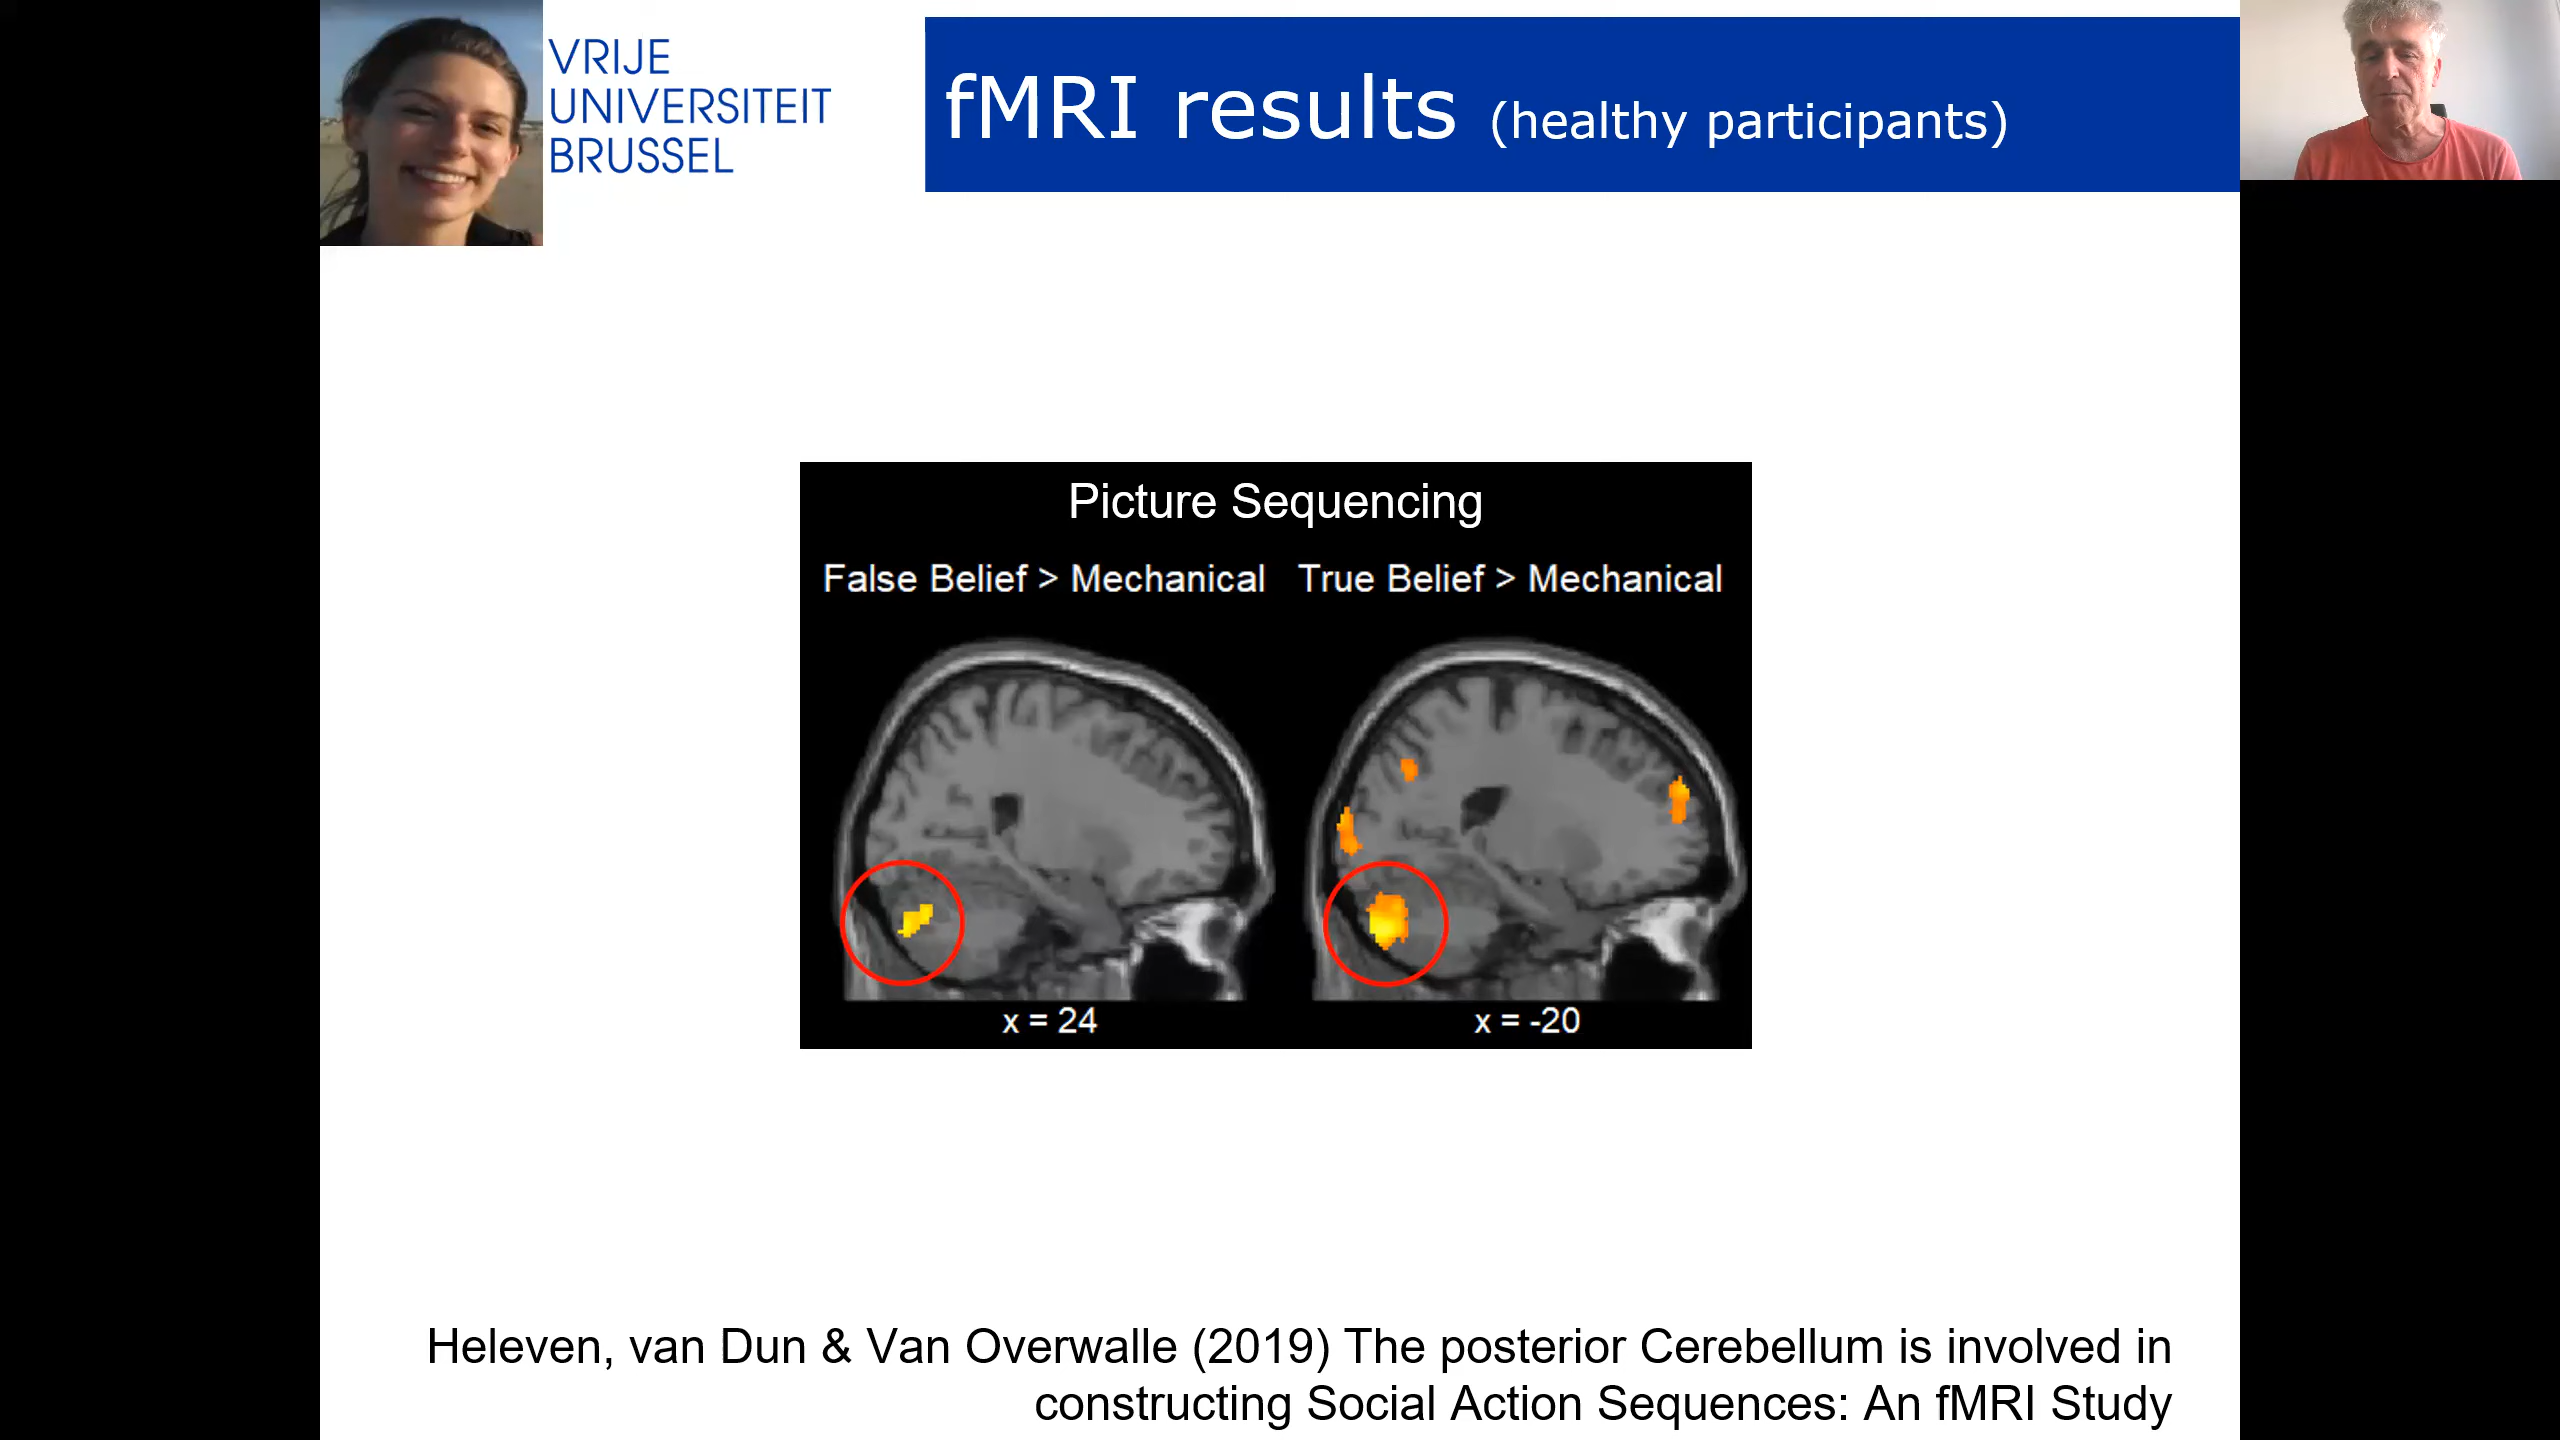 VRIJE
UNIVERSITEIT
BRUSSEL
fMRI results (healthy participants)
Picture Sequencing
False Belief > Mechanical True Belief > Mechanical
x = 24 x = -20
Heleven, van Dun & Van Overwalle (2019) The posterior Cerebellum is involved in
constructing Social Action Sequences: An fMRI Study